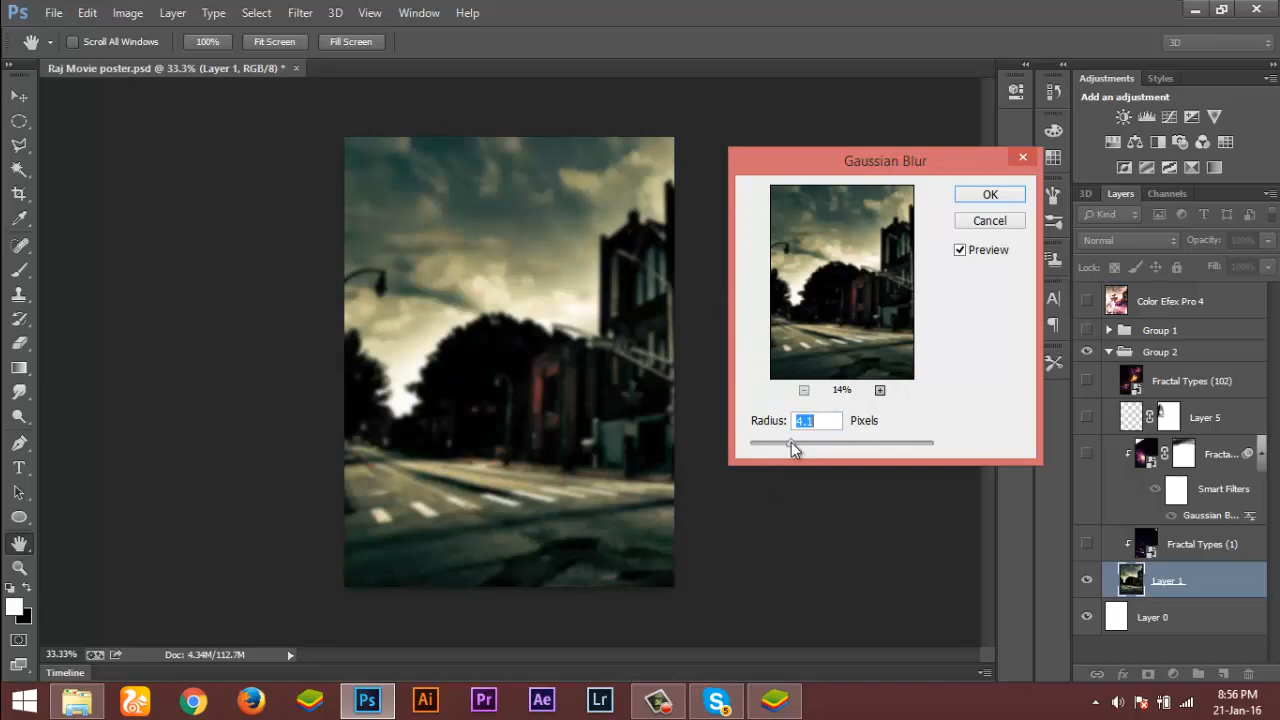 Ps File Edit Image Layer Type Select Filter 3D View Window Help
Scroll All Windows 100% Fit Screen Fill Screen 3D
Raj Movie poster.psd @ 33.3% (Layer 1, RGB/8) * ×
Adjustments Styles
Add an adjustment
Gaussian Blur
OK
3D Layers Channels
Kind
Cancel
Normal Opacity: 100%
Preview
Lock: Fill: 100%
Color Efex Pro 4
Group 1
Group 2
Fractal Types (102)
14%
Radius: 4.1 Pixels
Layer 5
Fracta...
Smart Filters
Gaussian B...
Fractal Types (1)
Layer 1
Layer 0
33.33% Doc: 4.34M/112.7M
Timeline
Ps Ai Pr Ae Lr S 5
8:56 PM
21-Jan-16